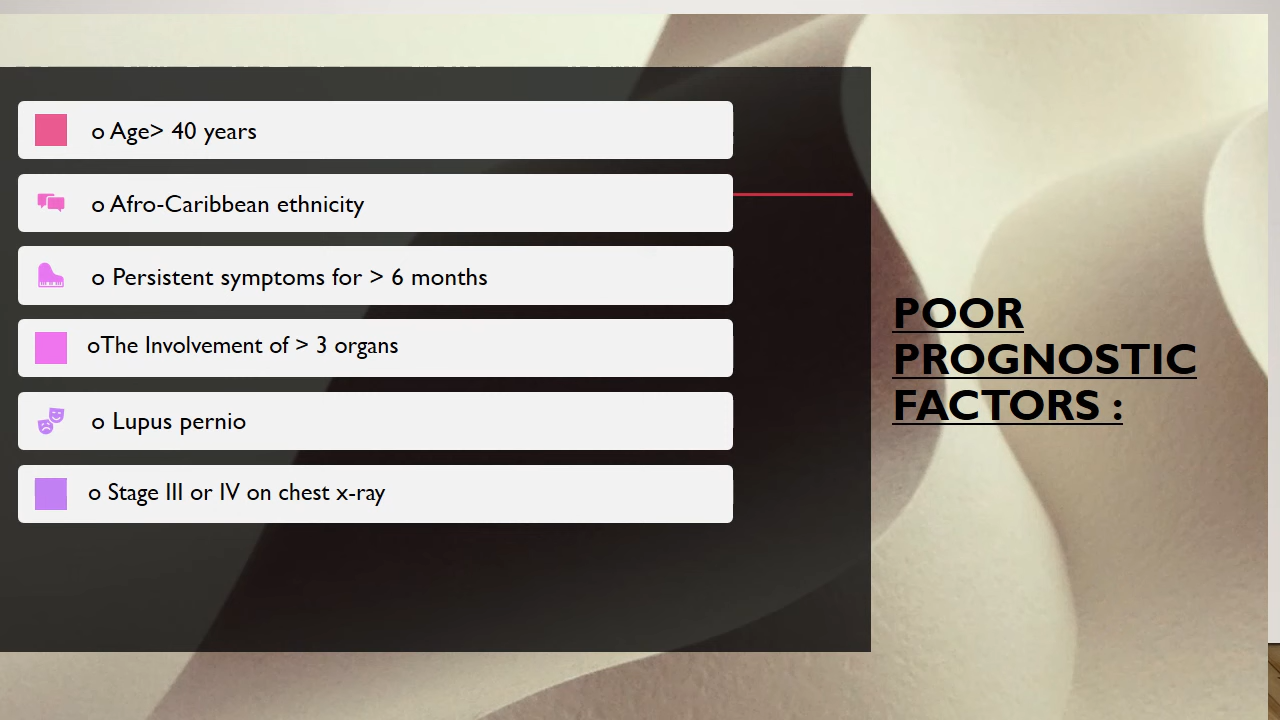 o Age> 40 years
o Afro-Caribbean ethnicity
o Persistent symptoms for > 6 months
oThe Involvement of > 3 organs
o Lupus pernio
o Stage III or IV on chest x-ray
POOR
PROGNOSTIC
FACTORS :